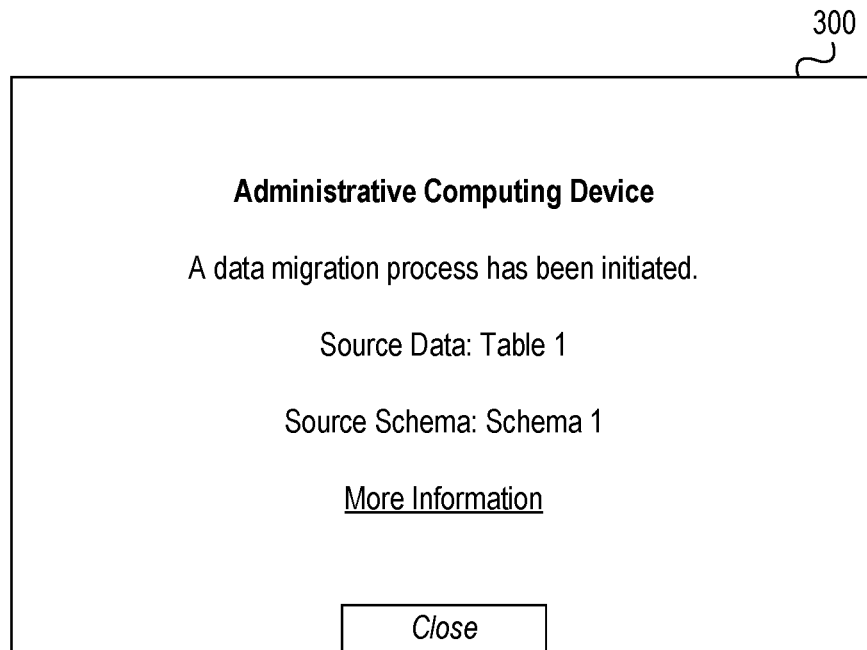 300
Administrative Computing Device
A data migration process has been initiated.
Source Data: Table 1
Source Schema: Schema 1
More Information
Close